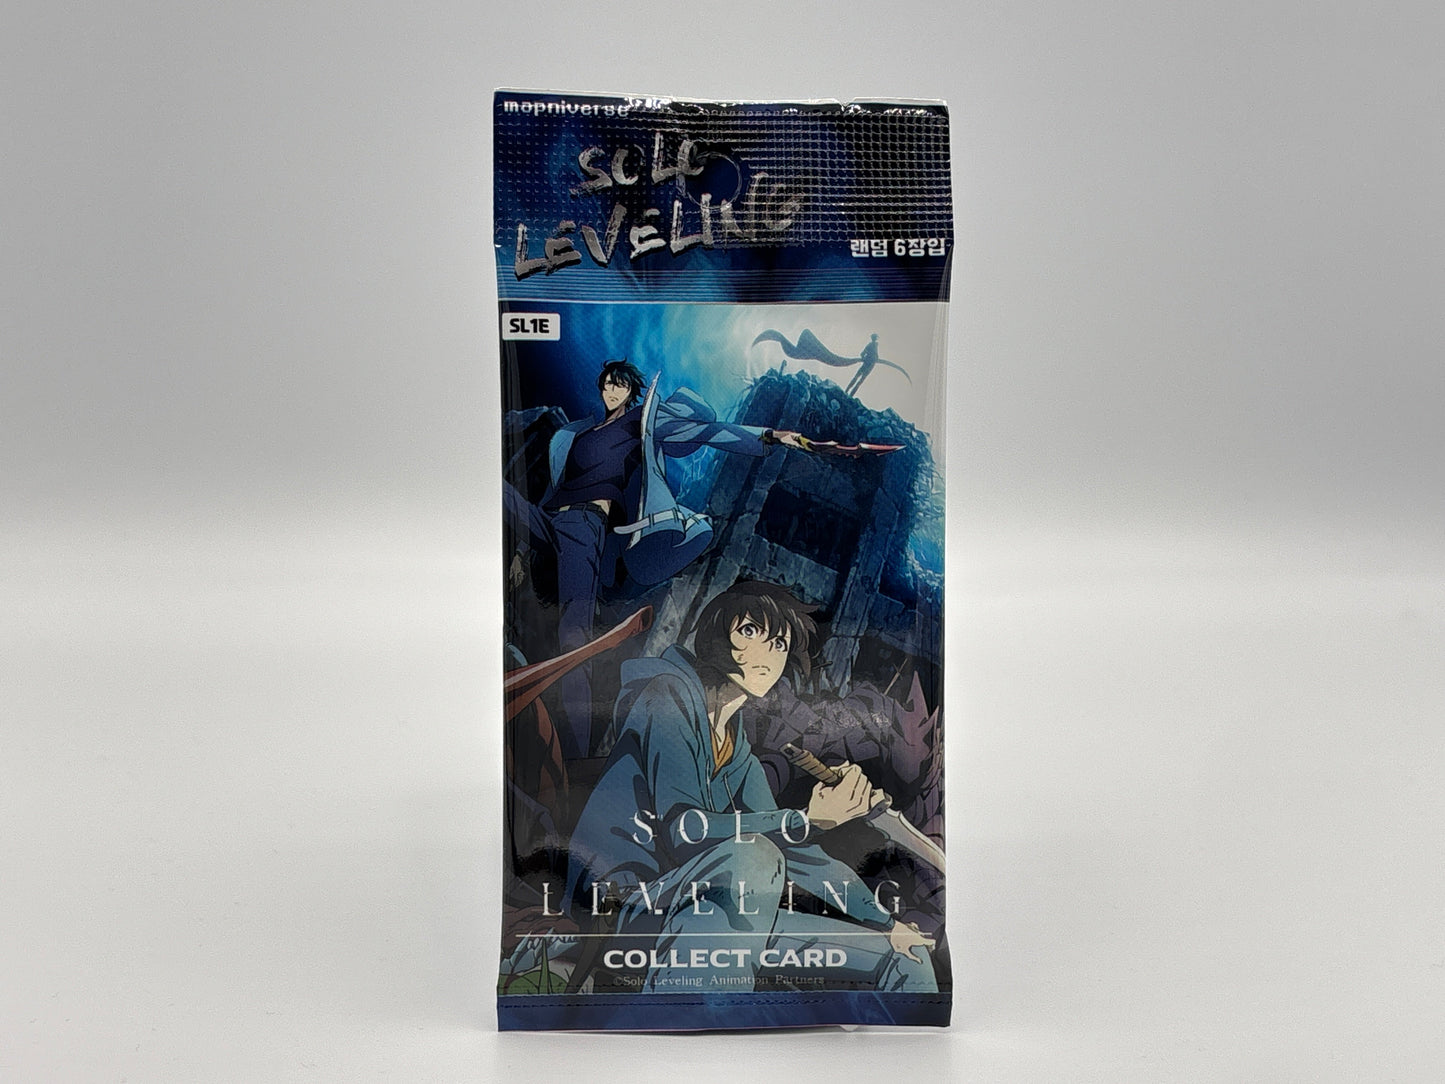 mapniverse
SOLO
LEVELING
랜덤 6장입
SL1E
SOLO
LEVELING
COLLECT CARD
©Solo Leveling Animation Partners